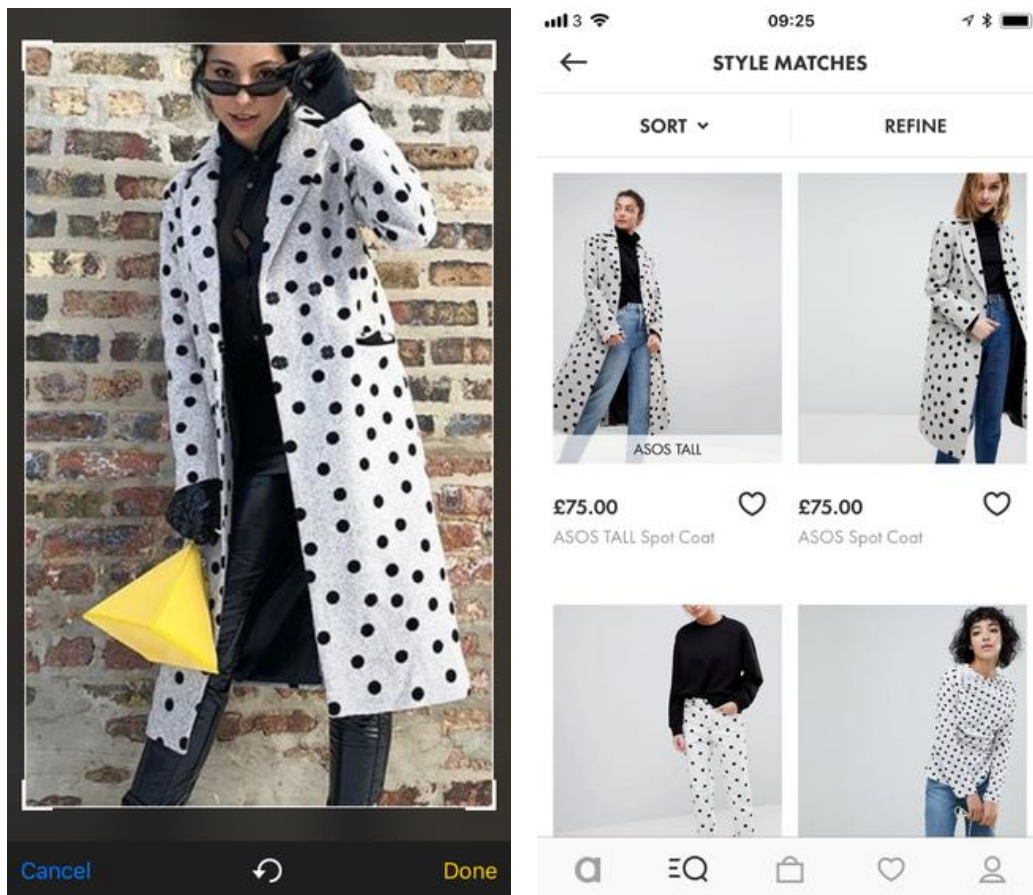 Cancel
Done
3
09:25
STYLE MATCHES
SORT
REFINE
ASOS TALL
£75.00
ASOS TALL Spot Coat
£75.00
ASOS Spot Coat
a